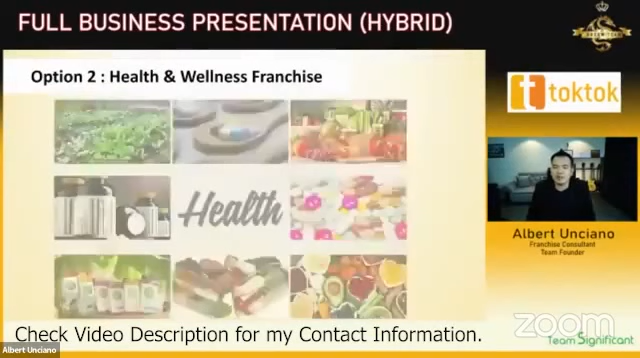 FULL BUSINESS PRESENTATION (HYBRID)
Option 2 : Health & Wellness Franchise
t toktok
Health
Albert Unciano
Franchise Consultant
Team Founder
zoom
Check Video Description for my Contact Information.
Team Significant
Albert Unciano